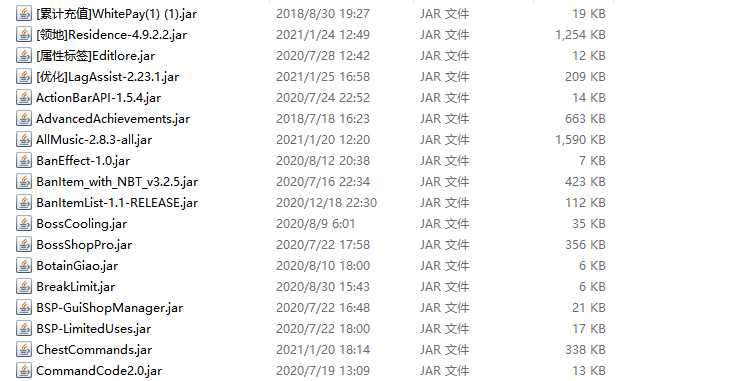 [累计充值]WhitePay(1) (1).jar 2018/8/30 19:27 JAR 文件 19 KB
[领地]Residence-4.9.2.2.jar 2021/1/24 12:49 JAR 文件 1,254 KB
[属性标签]Editlore.jar 2020/7/28 12:42 JAR 文件 12 KB
[优化]LagAssist-2.23.1.jar 2021/1/25 16:58 JAR 文件 209 KB
ActionBarAPI-1.5.4.jar 2020/7/24 22:52 JAR 文件 14 KB
AdvancedAchievements.jar 2018/7/18 16:23 JAR 文件 663 KB
AllMusic-2.8.3-all.jar 2021/1/20 12:20 JAR 文件 1,590 KB
BanEffect-1.0.jar 2020/8/12 20:38 JAR 文件 7 KB
BanItem_with_NBT_v3.2.5.jar 2020/7/16 22:34 JAR 文件 423 KB
BanItemList-1.1-RELEASE.jar 2020/12/18 22:30 JAR 文件 112 KB
BossCooling.jar 2020/8/9 6:01 JAR 文件 35 KB
BossShopPro.jar 2020/7/22 17:58 JAR 文件 356 KB
BotainGiao.jar 2020/8/10 18:00 JAR 文件 6 KB
BreakLimit.jar 2020/8/30 15:43 JAR 文件 6 KB
BSP-GuiShopManager.jar 2020/7/22 16:48 JAR 文件 21 KB
BSP-LimitedUses.jar 2020/7/22 18:00 JAR 文件 17 KB
ChestCommands.jar 2021/1/20 18:14 JAR 文件 338 KB
CommandCode2.0.jar 2020/7/19 13:09 JAR 文件 13 KB